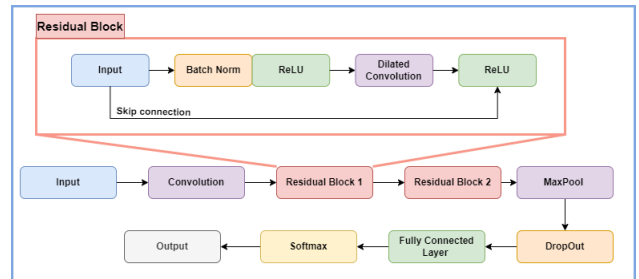 Residual Block
Input
Batch Norm
ReLU
Dilated
Convolution
ReLU
Skip connection
Input
Convolution
Residual Block 1
Residual Block 2
MaxPool
Output
Softmax
Fully Connected
Layer
DropOut